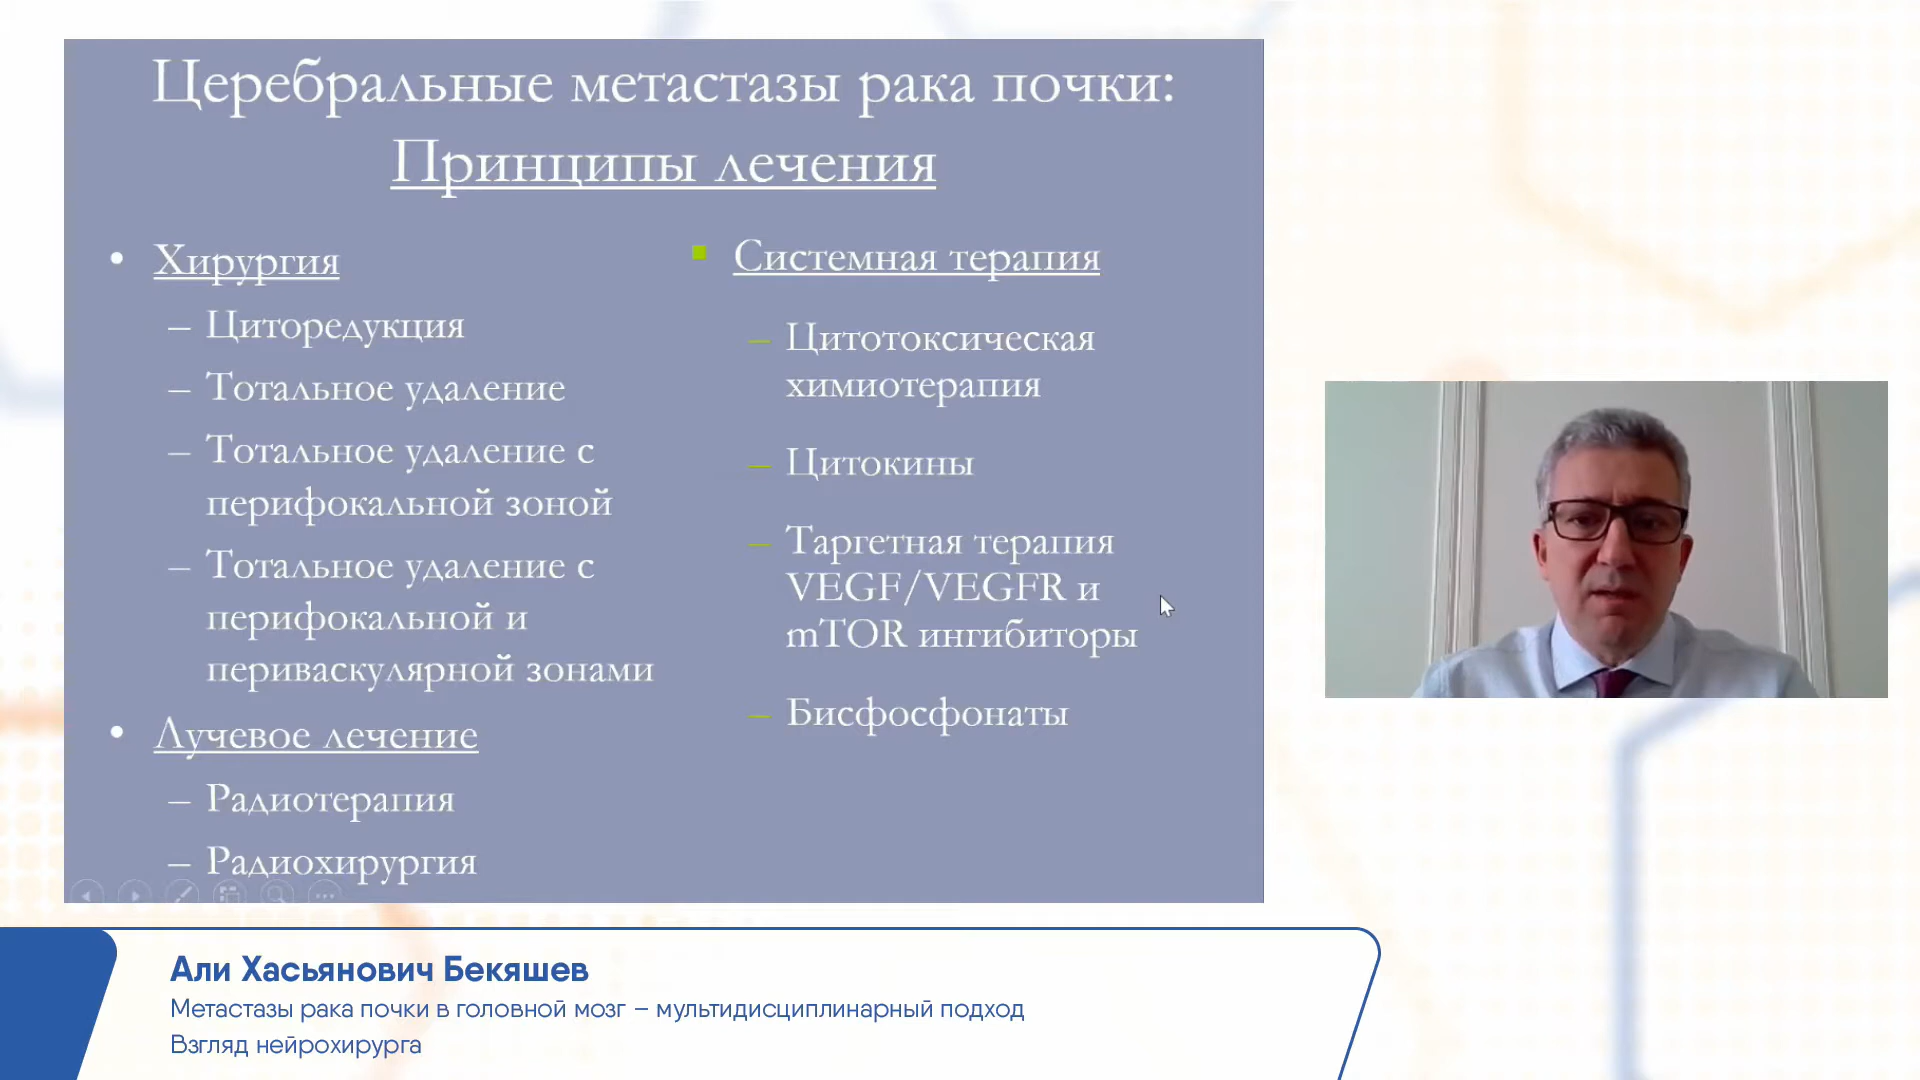 Церебральные метастазы рака почки:
Принципы лечения
• Хирургия
– Циторедукция
– Тотальное удаление
– Тотальное удаление с
перифокальной зоной
– Тотальное удаление с
перифокальной и
периваскулярной зонами
• Лучевое лечение
– Радиотерапия
– Радиохирургия
▪ Системная терапия
– Цитотоксическая
химиотерапия
– Цитокины
– Таргетная терапия
VEGF/VEGFR и
mTOR ингибиторы
– Бисфосфонаты
Али Хасьянович Бекяшев
Метастазы рака почки в головной мозг – мультидисциплинарный подход
Взгляд нейрохирурга